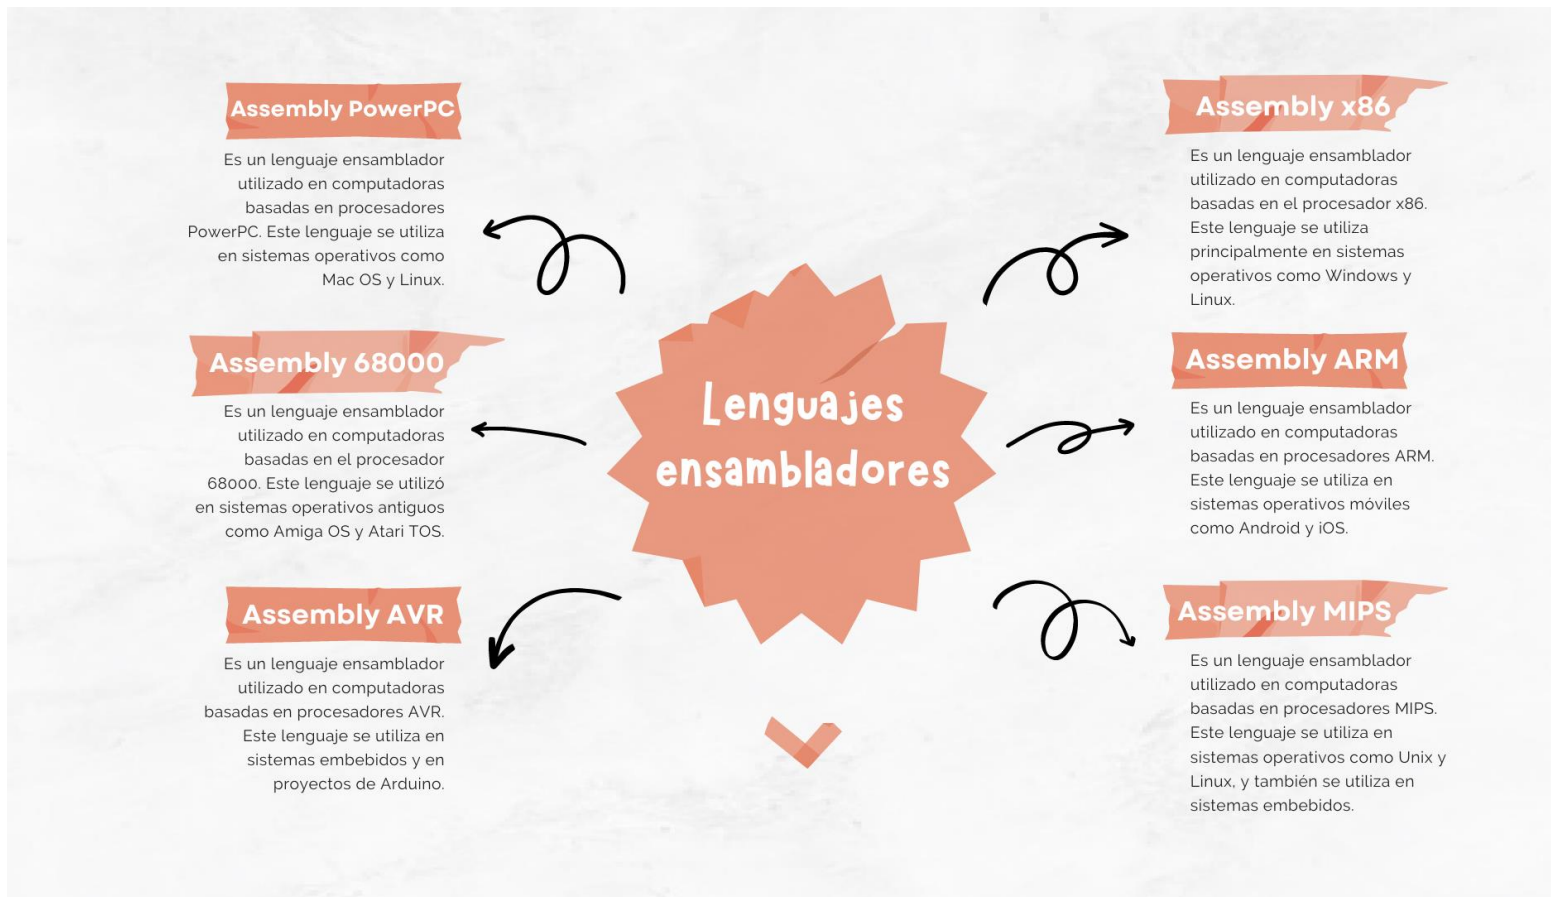 Assembly PowerPC
Es un lenguaje ensamblador
utilizado en computadoras
basadas en procesadores
PowerPC. Este lenguaje se utiliza
en sistemas operativos como
Mac OS y Linux.
Assembly 68000
Es un lenguaje ensamblador
utilizado en computadoras
basadas en el procesador
68000. Este lenguaje se utilizó
en sistemas operativos antiguos
como Amiga OS y Atari TOS.
Assembly AVR
Es un lenguaje ensamblador
utilizado en computadoras
basadas en procesadores AVR.
Este lenguaje se utiliza en
sistemas embebidos y en
proyectos de Arduino.
Lenguajes
ensambladores
Assembly x86
Es un lenguaje ensamblador
utilizado en computadoras
basadas en el procesador x86.
Este lenguaje se utiliza
principalmente en sistemas
operativos como Windows y
Linux.
Assembly ARM
Es un lenguaje ensamblador
utilizado en computadoras
basadas en procesadores ARM.
Este lenguaje se utiliza en
sistemas operativos móviles
como Android y iOS.
Assembly MIPS
Es un lenguaje ensamblador
utilizado en computadoras
basadas en procesadores MIPS.
Este lenguaje se utiliza en
sistemas operativos como Unix y
Linux, y también se utiliza en
sistemas embebidos.